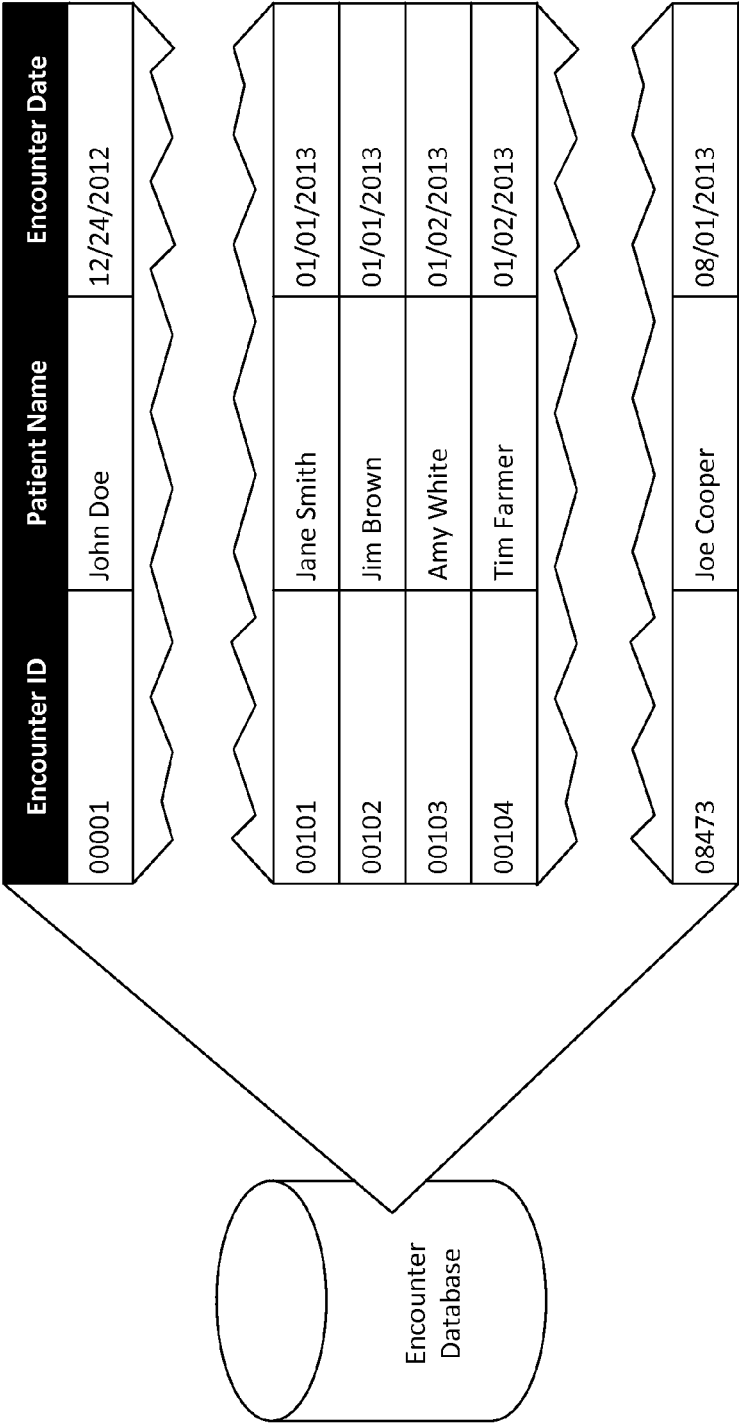 Encounter ID Patient Name Encounter Date
00001 John Doe 12/24/2012
00101 Jane Smith 01/01/2013
00102 Jim Brown 01/01/2013
00103 Amy White 01/02/2013
00104 Tim Farmer 01/02/2013
08473 Joe Cooper 08/01/2013
Encounter
Database